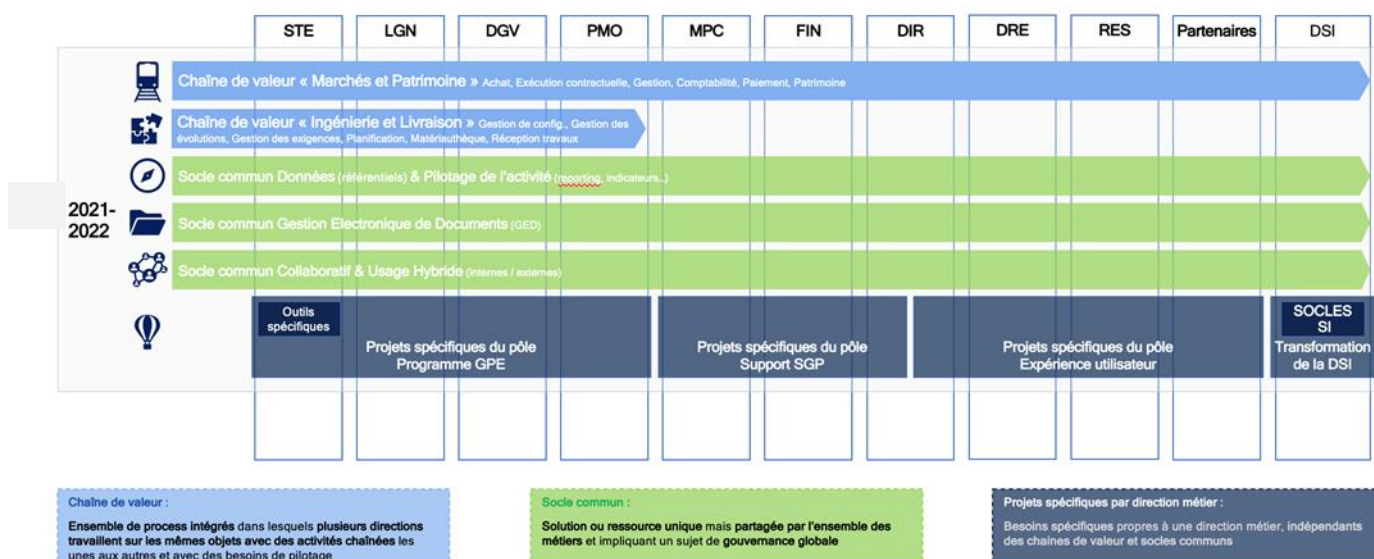 STE LGN DGV PMO MPC FIN DIR DRE RES Partenaires DSI
Chaîne de valeur « Marchés et Patrimoine » Achat, Exécution contractuelle, Gestion, Comptabilité, Paiement, Patrimoine
Chaîne de valeur « Ingénierie et Livraison » Gestion de config., Gestion des
évolutions, Gestion des exigences, Planification, Matériauthèque, Réception travaux
Socle commun Données (référentiels) & Pilotage de l'activité (reporting, indicateurs..)
2021-
2022
Socle commun Gestion Electronique de Documents (GED)
Socle commun Collaboratif & Usage Hybride (internes / externes)
Outils
spécifiques
Projets spécifiques du pôle
Programme GPE
Projets spécifiques du pôle
Support SGP
Projets spécifiques du pôle
Expérience utilisateur
SOCLES
SI
Transformation
de la DSI
Chaîne de valeur :
Ensemble de process intégrés dans lesquels plusieurs directions
travaillent sur les mêmes objets avec des activités chaînées les
unes aux autres et avec des besoins de pilotage
Socle commun :
Solution ou ressource unique mais partagée par l'ensemble des
métiers et impliquant un sujet de gouvernance globale
Projets spécifiques par direction métier :
Besoins spécifiques propres à une direction métier, indépendants
des chaines de valeur et socles communs